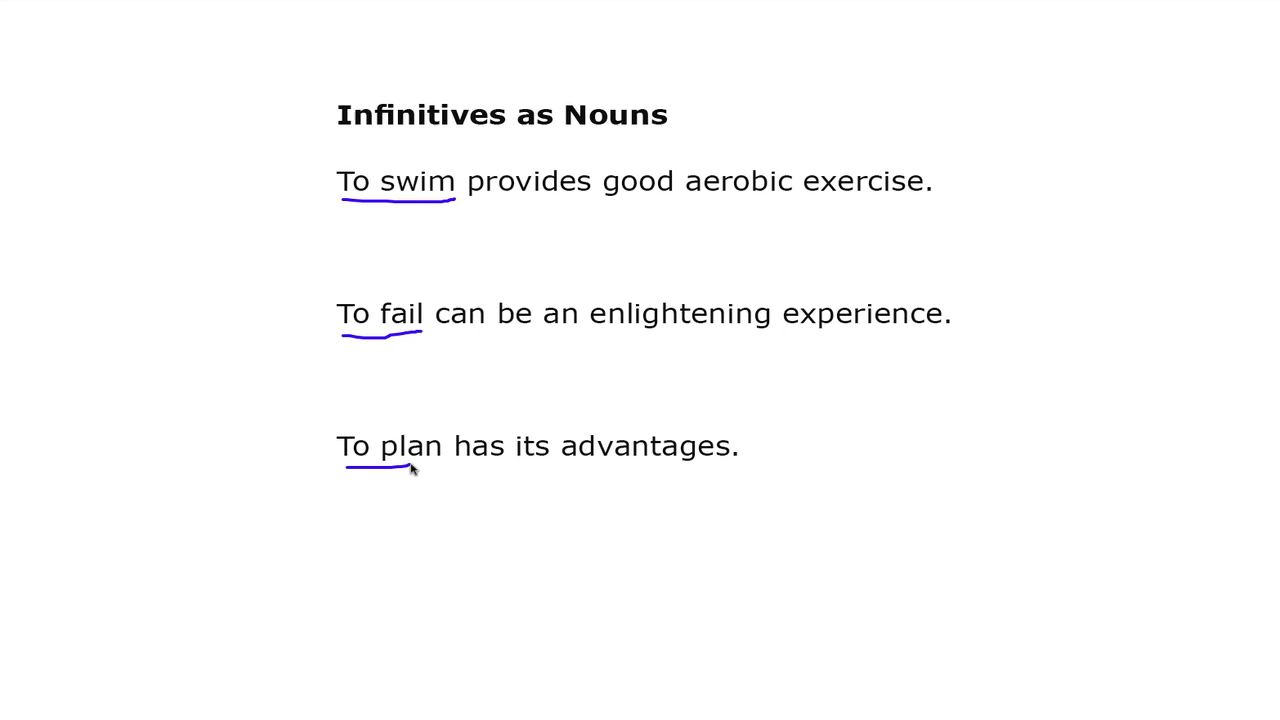 Infinitives as Nouns
To swim provides good aerobic exercise.
To fail can be an enlightening experience.
To plan has its advantages.